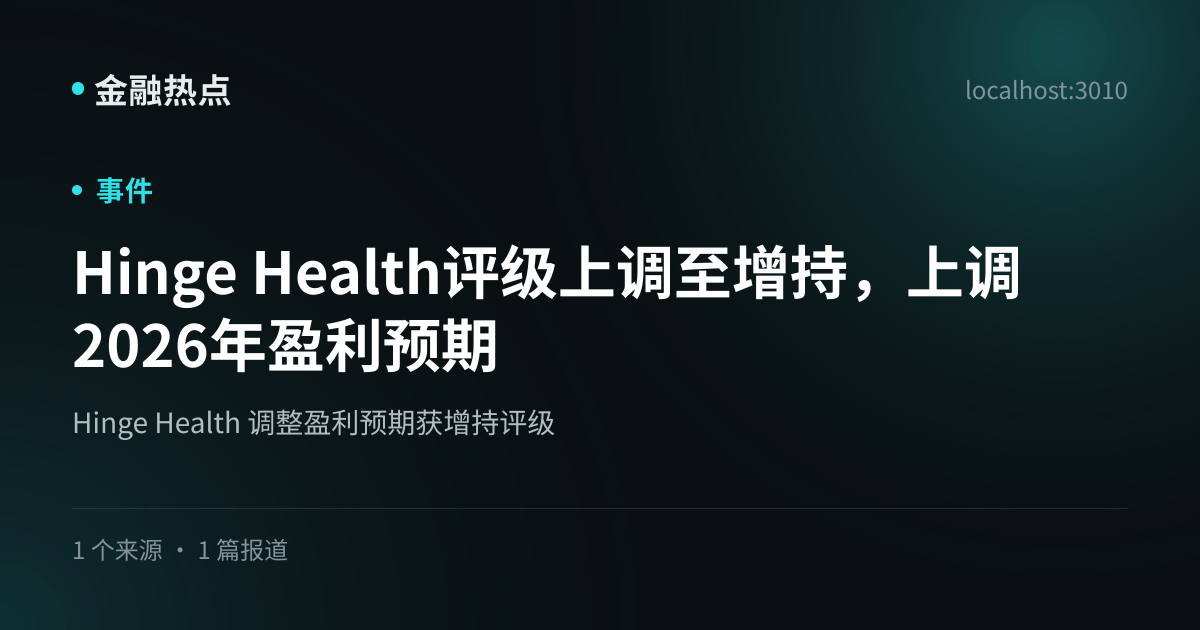 金融热点
localhost:3010
事件
Hinge Health评级上调至增持，上调
2026年盈利预期
Hinge Health 调整盈利预期获增持评级
1 个来源 · 1 篇报道